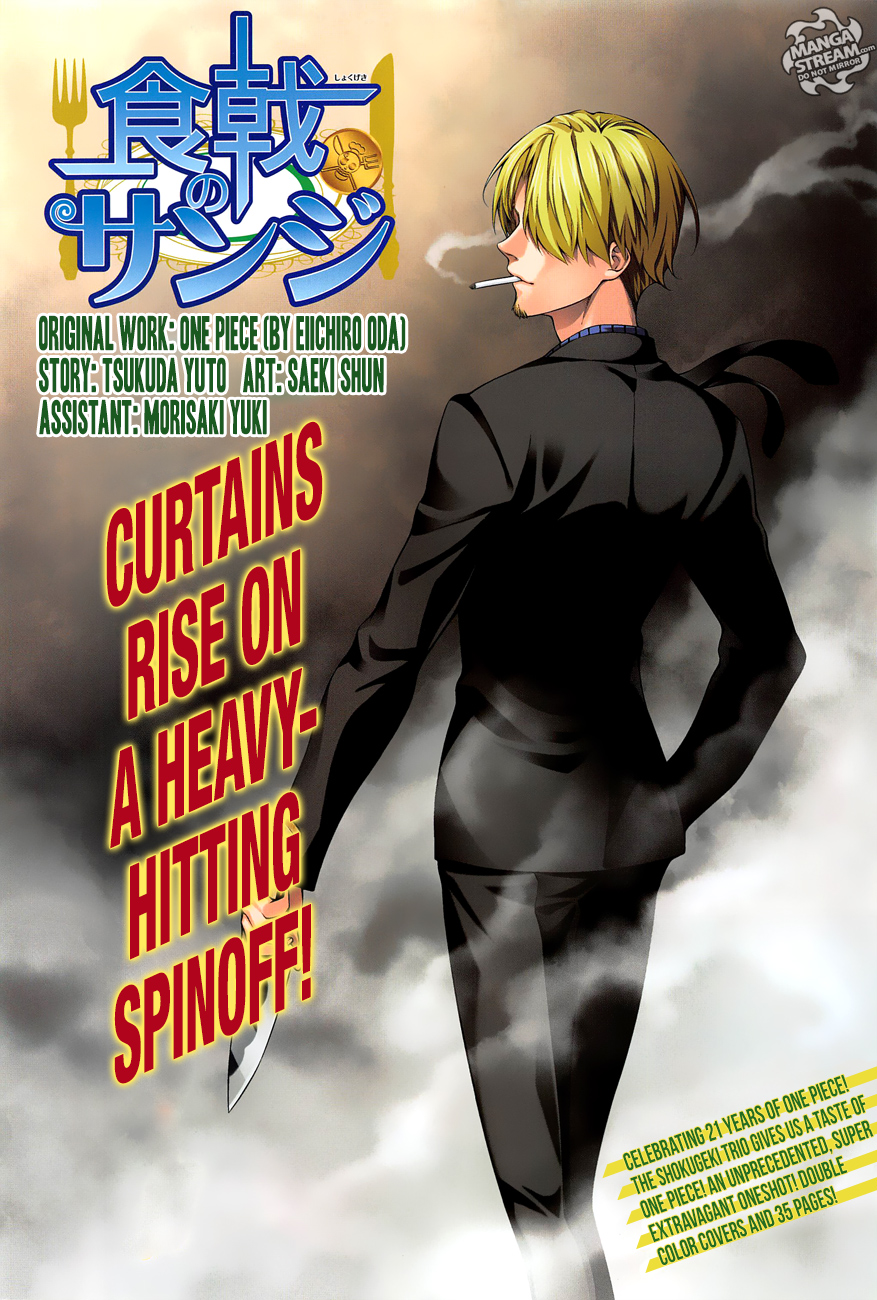 MANGA
STREAM.com
DO NOT MIRROR
しょくげき
食戟
の
サンジ
ORIGINAL WORK: ONE PIECE (BY EIICHIRO ODA)
STORY: TSUKUDA YUTO ART: SAEKI SHUN
ASSISTANT: MORISAKI YUKI
CURTAINS
RISE ON
A HEAVY-
HITTING
SPINOFF!
CELEBRATING 21 YEARS OF ONE PIECE!
THE SHOKUGEKI TRIO GIVES US A TASTE OF
ONE PIECE! AN UNPRECEDENTED, SUPER
EXTRAVAGANT ONESHOT! DOUBLE
COLOR COVERS AND 35 PAGES!